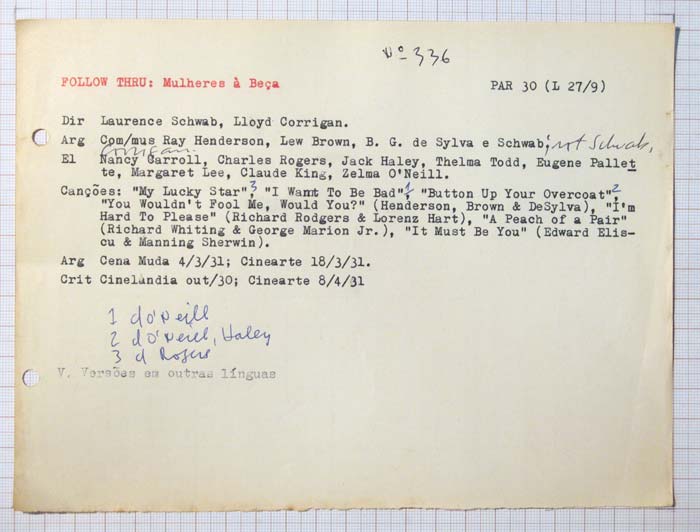 Nº 336
FOLLOW THRU: Mulheres à Beça PAR 30 (L 27/9)
Dir Laurence Schwab, Lloyd Corrigan.
Arg Com/mus Ray Henderson, Lew Brown, B. G. de Sylva e Schwab; rot Schwab,
Corrigan.
El Nancy Carroll, Charles Rogers, Jack Haley, Thelma Todd, Eugene Pallet
te, Margaret Lee, Claude King, Zelma O'Neill.
Canções: "My Lucky Star"3, "I Want To Be Bad"1, "Button Up Your Overcoat"2,
"You Wouldn't Fool Me, Would You?" (Henderson, Brown & DeSylva), "I'm
Hard To Please" (Richard Rodgers & Lorenz Hart), "A Peach of a Pair"
(Richard Whiting & George Marion Jr.), "It Must Be You" (Edward Elis-
cu & Manning Sherwin).
Arg Cena Muda 4/3/31; Cinearte 18/3/31.
Crit Cinelândia out/30; Cinearte 8/4/31
1 d O'Neill
2 d O'Neill, Haley
3 d Rogers
V. Versões em outras línguas